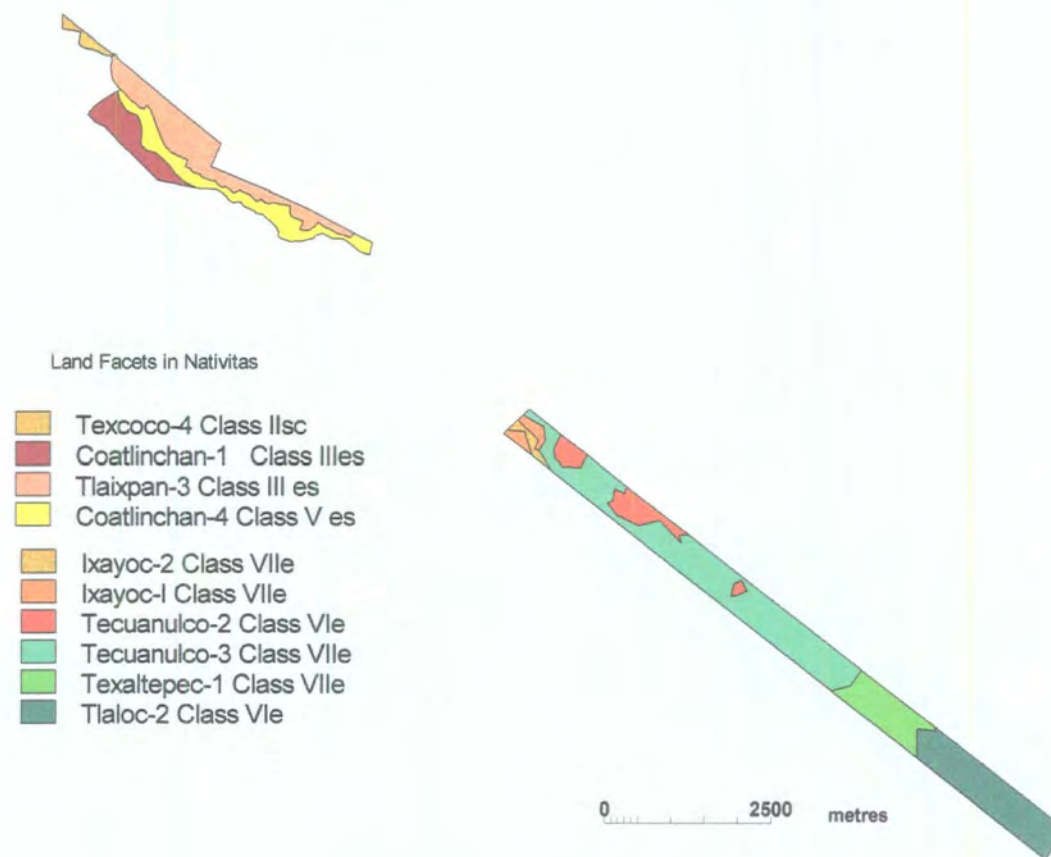 Land Facets in Nativitas
Texcoco-4 Class IIsc
Coatlinchan-1 Class IIIes
Tlaixpan-3 Class III es
Coatlinchan-4 Class V es
Ixayoc-2 Class VIIe
Ixayoc-I Class VIIe
Tecuanulco-2 Class VIe
Tecuanulco-3 Class VIIe
Texaltepec-1 Class VIIe
Tlaloc-2 Class VIe
0 2500 metres